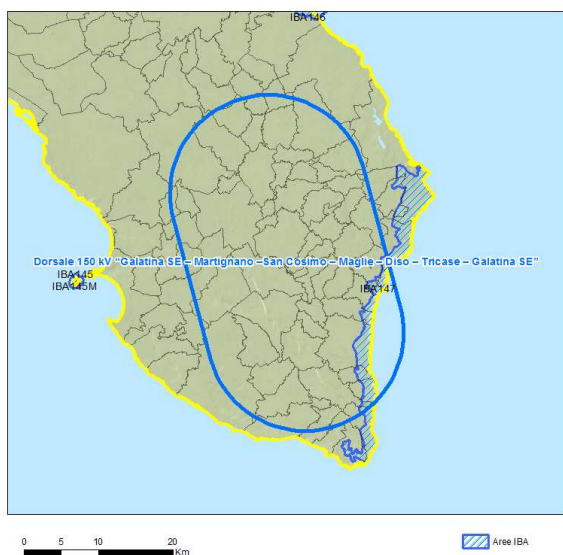 IBA146
Dorsale 150 kV "Galatina SE – Martignano –San Cosimo – Maglie – Diso – Tricase – Galatina SE"
IBA145
IBA145M
IBA147
0 5 10 20
Km
Aree IBA